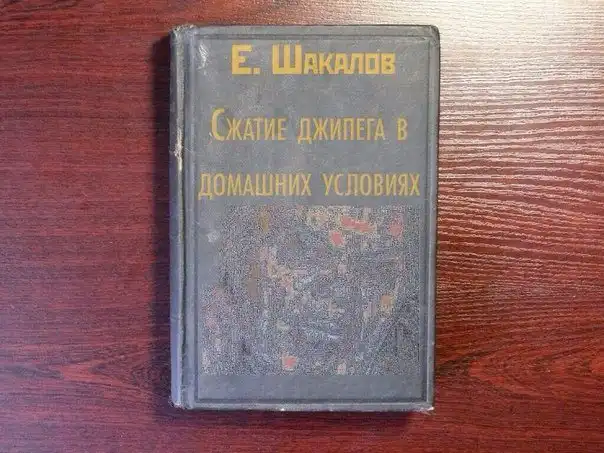 Е. Шакалов
Сжатие джипега в
домашних условиях